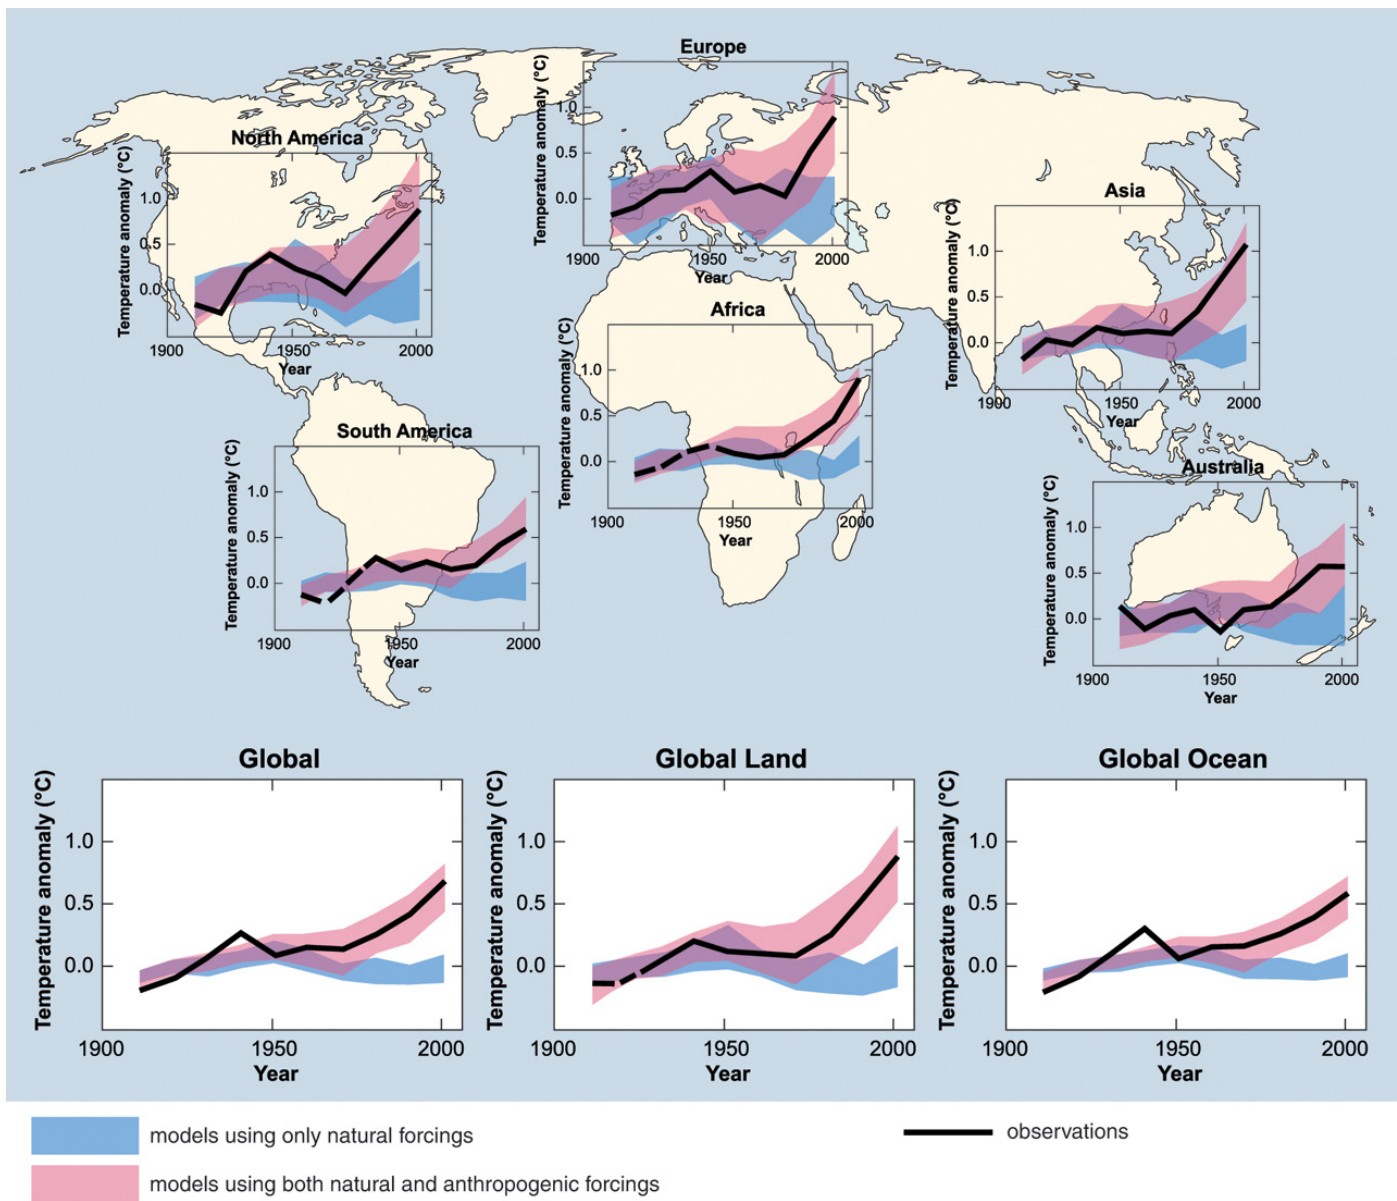 Europe
Temperature anomaly (°C)
1.0
0.5
0.0
1900
1950
2000
Year
North America
Temperature anomaly (°C)
1.0
0.5
0.0
1900
1950
2000
Year
Asia
Temperature anomaly (°C)
1.0
0.5
0.0
1900
1950
2000
Year
Africa
Temperature anomaly (°C)
1.0
0.5
0.0
1900
1950
2000
Year
South America
Temperature anomaly (°C)
1.0
0.5
0.0
1900
1950
2000
Year
Australia
Temperature anomaly (°C)
1.0
0.5
0.0
1900
1950
2000
Year
Global
Temperature anomaly (°C)
1.0
0.5
0.0
1900
1950
2000
Year
Global Land
Temperature anomaly (°C)
1.0
0.5
0.0
1900
1950
2000
Year
Global Ocean
Temperature anomaly (°C)
1.0
0.5
0.0
1900
1950
2000
Year
models using only natural forcings
observations
models using both natural and anthropogenic forcings